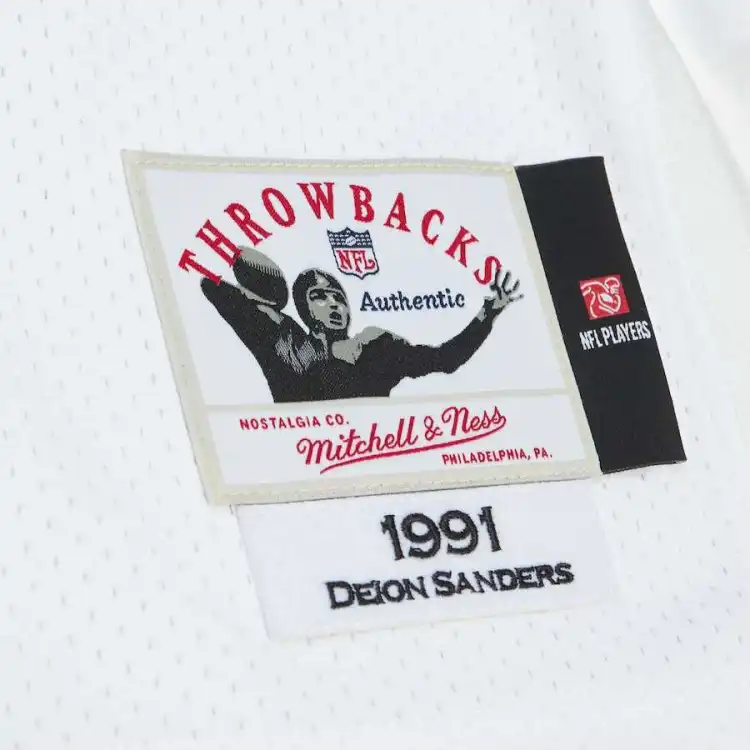 THROWBACKS
NFL
Authentic
NFL PLAYERS
NOSTALGIA CO.
Mitchell & Ness
PHILADELPHIA, PA.
1991
DEION SANDERS